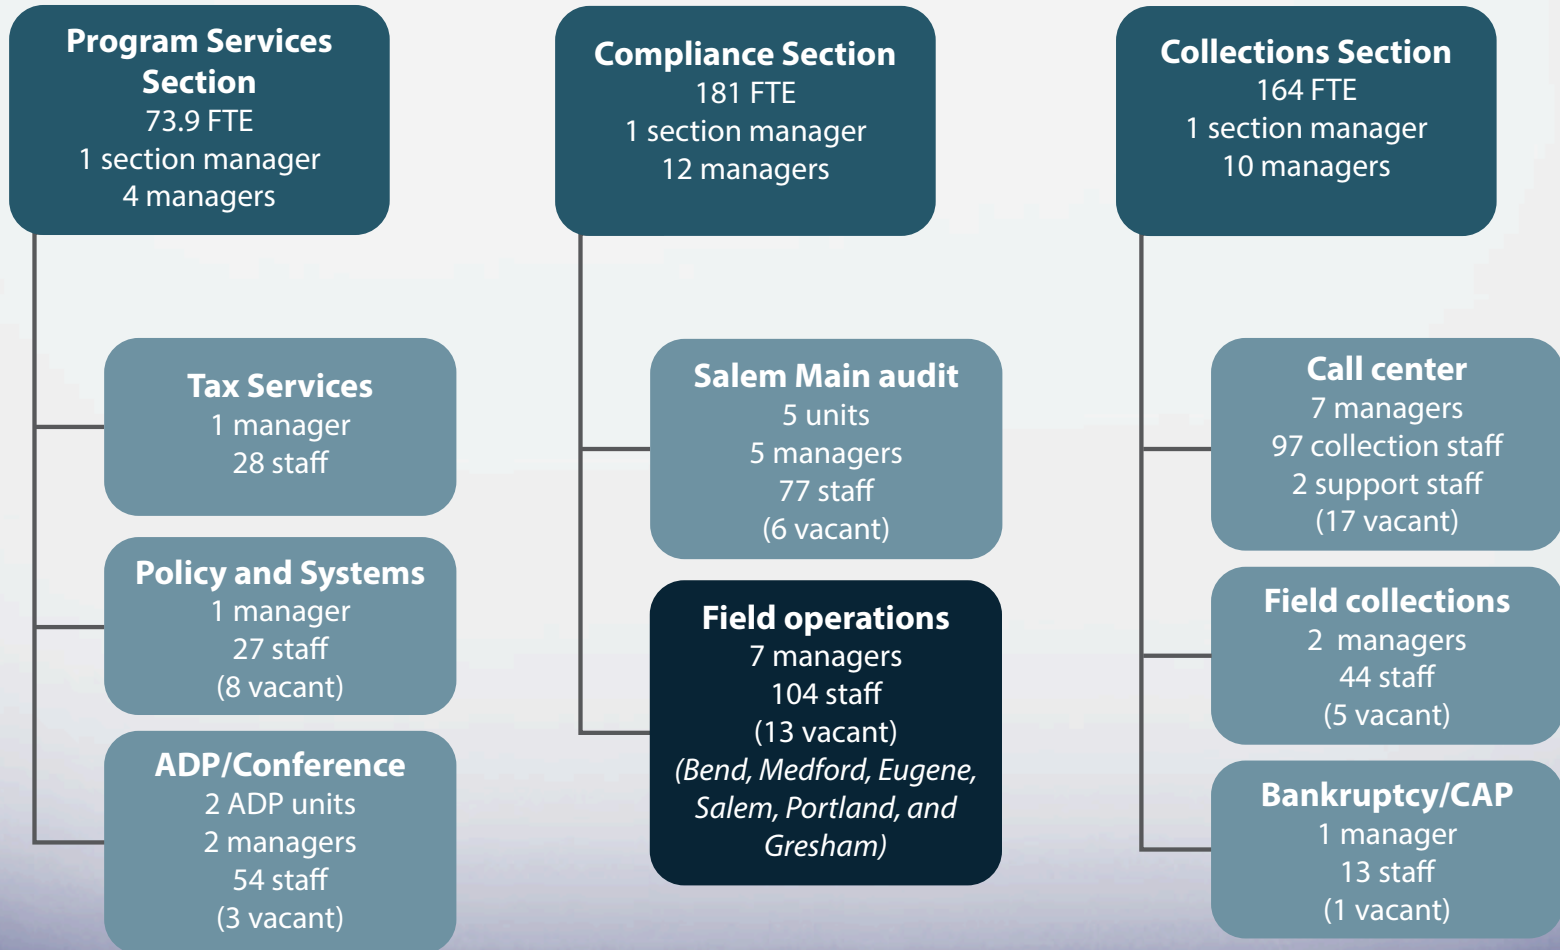 Program Services
Section
73.9 FTE
1 section manager
4 managers
Tax Services
1 manager
28 staff
Policy and Systems
1 manager
27 staff
(8 vacant)
ADP/Conference
2 ADP units
2 managers
54 staff
(3 vacant)
Compliance Section
181 FTE
1 section manager
12 managers
Salem Main audit
5 units
5 managers
77 staff
(6 vacant)
Field operations
7 managers
104 staff
(13 vacant)
(Bend, Medford, Eugene,
Salem, Portland, and
Gresham)
Collections Section
164 FTE
1 section manager
10 managers
Call center
7 managers
97 collection staff
2 support staff
(17 vacant)
Field collections
2 managers
44 staff
(5 vacant)
Bankruptcy/CAP
1 manager
13 staff
(1 vacant)